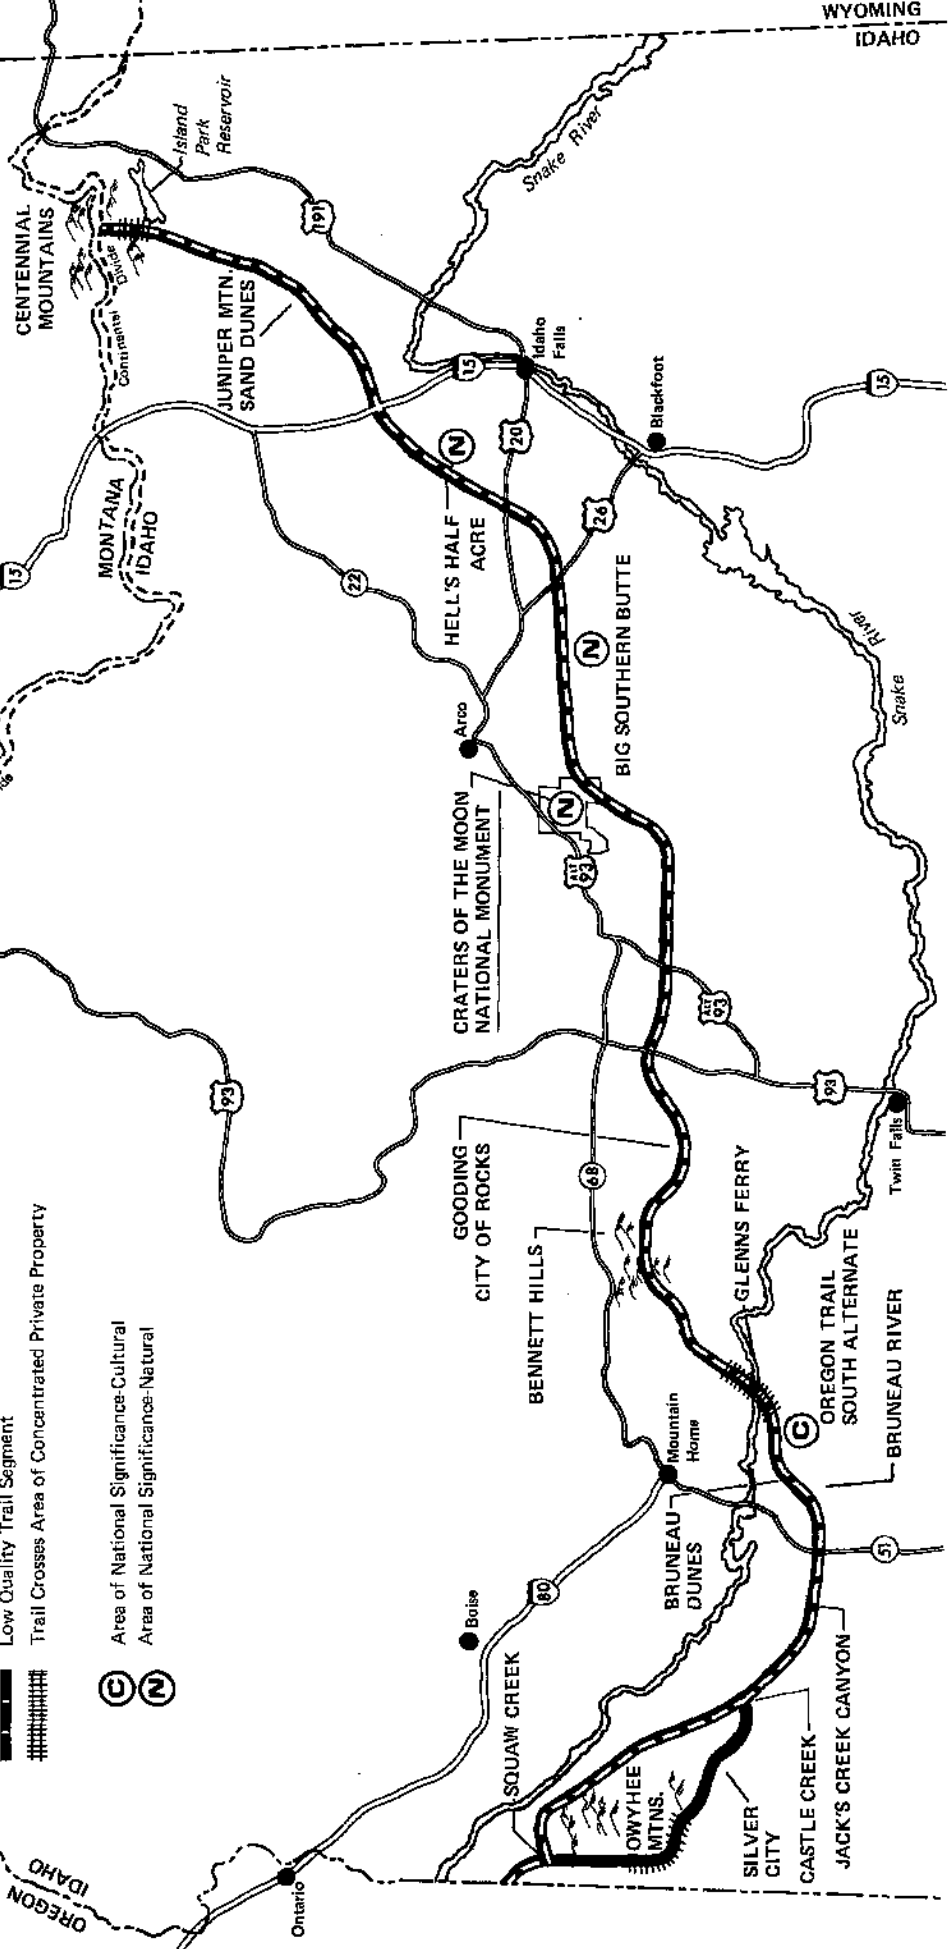 WYOMING
IDAHO
CENTENNIAL
MOUNTAINS
Island
Park
Reservoir
Continental
Divide
191
Snake River
JUNIPER MTN.
SAND DUNES
15
Idaho
Falls
15
15
MONTANA
IDAHO
22
HELL'S HALF
ACRE
N
20
26
Blackfoot
N
BIG SOUTHERN BUTTE
Snake
River
Arco
CRATERS OF THE MOON
NATIONAL MONUMENT
N
ALT
93
ALT
93
93
93
Twin Falls
GOODING
CITY OF ROCKS
68
BENNETT HILLS
GLENNS FERRY
OREGON TRAIL
SOUTH ALTERNATE
C
BRUNEAU RIVER
Mountain
Home
BRUNEAU
DUNES
51
80
Boise
SQUAW CREEK
OWYHEE
MTNS.
SILVER
CITY
CASTLE CREEK
JACK'S CREEK CANYON
OREGON
IDAHO
Ontario
Low Quality Trail Segment
Trail Crosses Area of Concentrated Private Property
C Area of National Significance-Cultural
N Area of National Significance-Natural